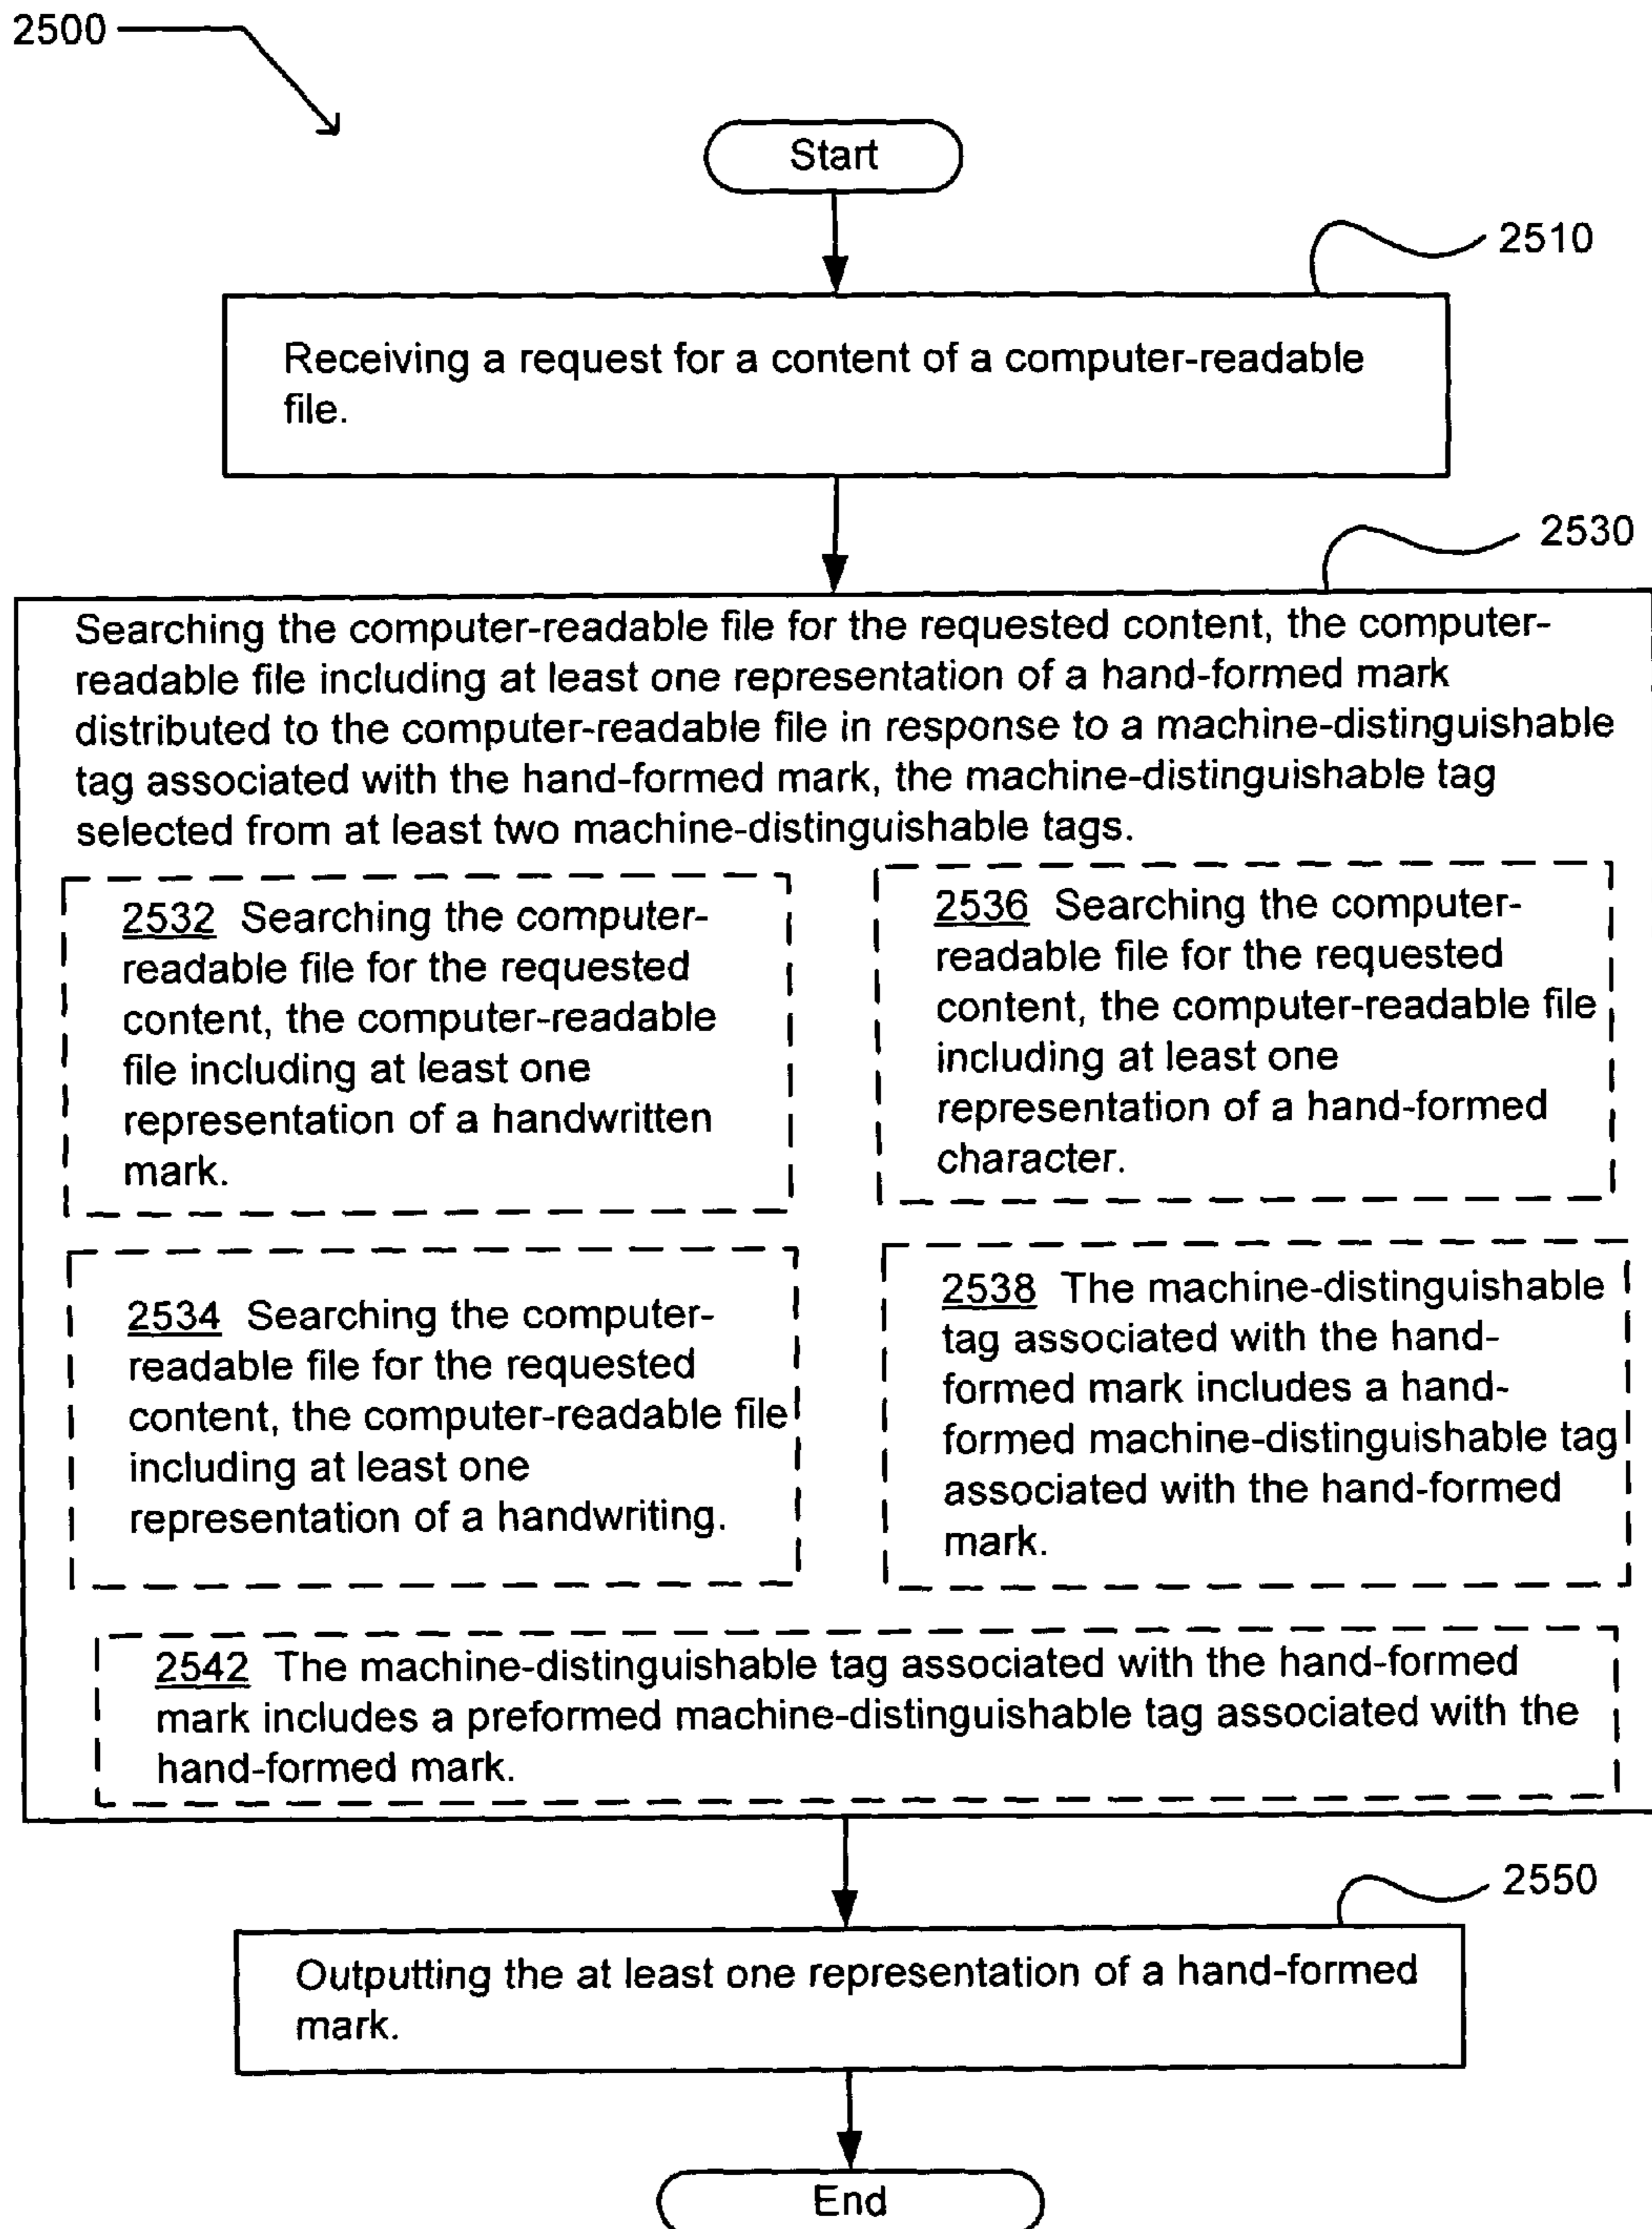 2500
Start
2510
Receiving a request for a content of a computer-readable
file.
2530
Searching the computer-readable file for the requested content, the computer-
readable file including at least one representation of a hand-formed mark
distributed to the computer-readable file in response to a machine-distinguishable
tag associated with the hand-formed mark, the machine-distinguishable tag
selected from at least two machine-distinguishable tags.
2532 Searching the computer-
readable file for the requested
content, the computer-readable
file including at least one
representation of a handwritten
mark.
2536 Searching the computer-
readable file for the requested
content, the computer-readable file
including at least one
representation of a hand-formed
character.
2534 Searching the computer-
readable file for the requested
content, the computer-readable file
including at least one
representation of a handwriting.
2538 The machine-distinguishable
tag associated with the hand-
formed mark includes a hand-
formed machine-distinguishable tag
associated with the hand-formed
mark.
2542 The machine-distinguishable tag associated with the hand-formed
mark includes a preformed machine-distinguishable tag associated with the
hand-formed mark.
2550
Outputting the at least one representation of a hand-formed
mark.
End